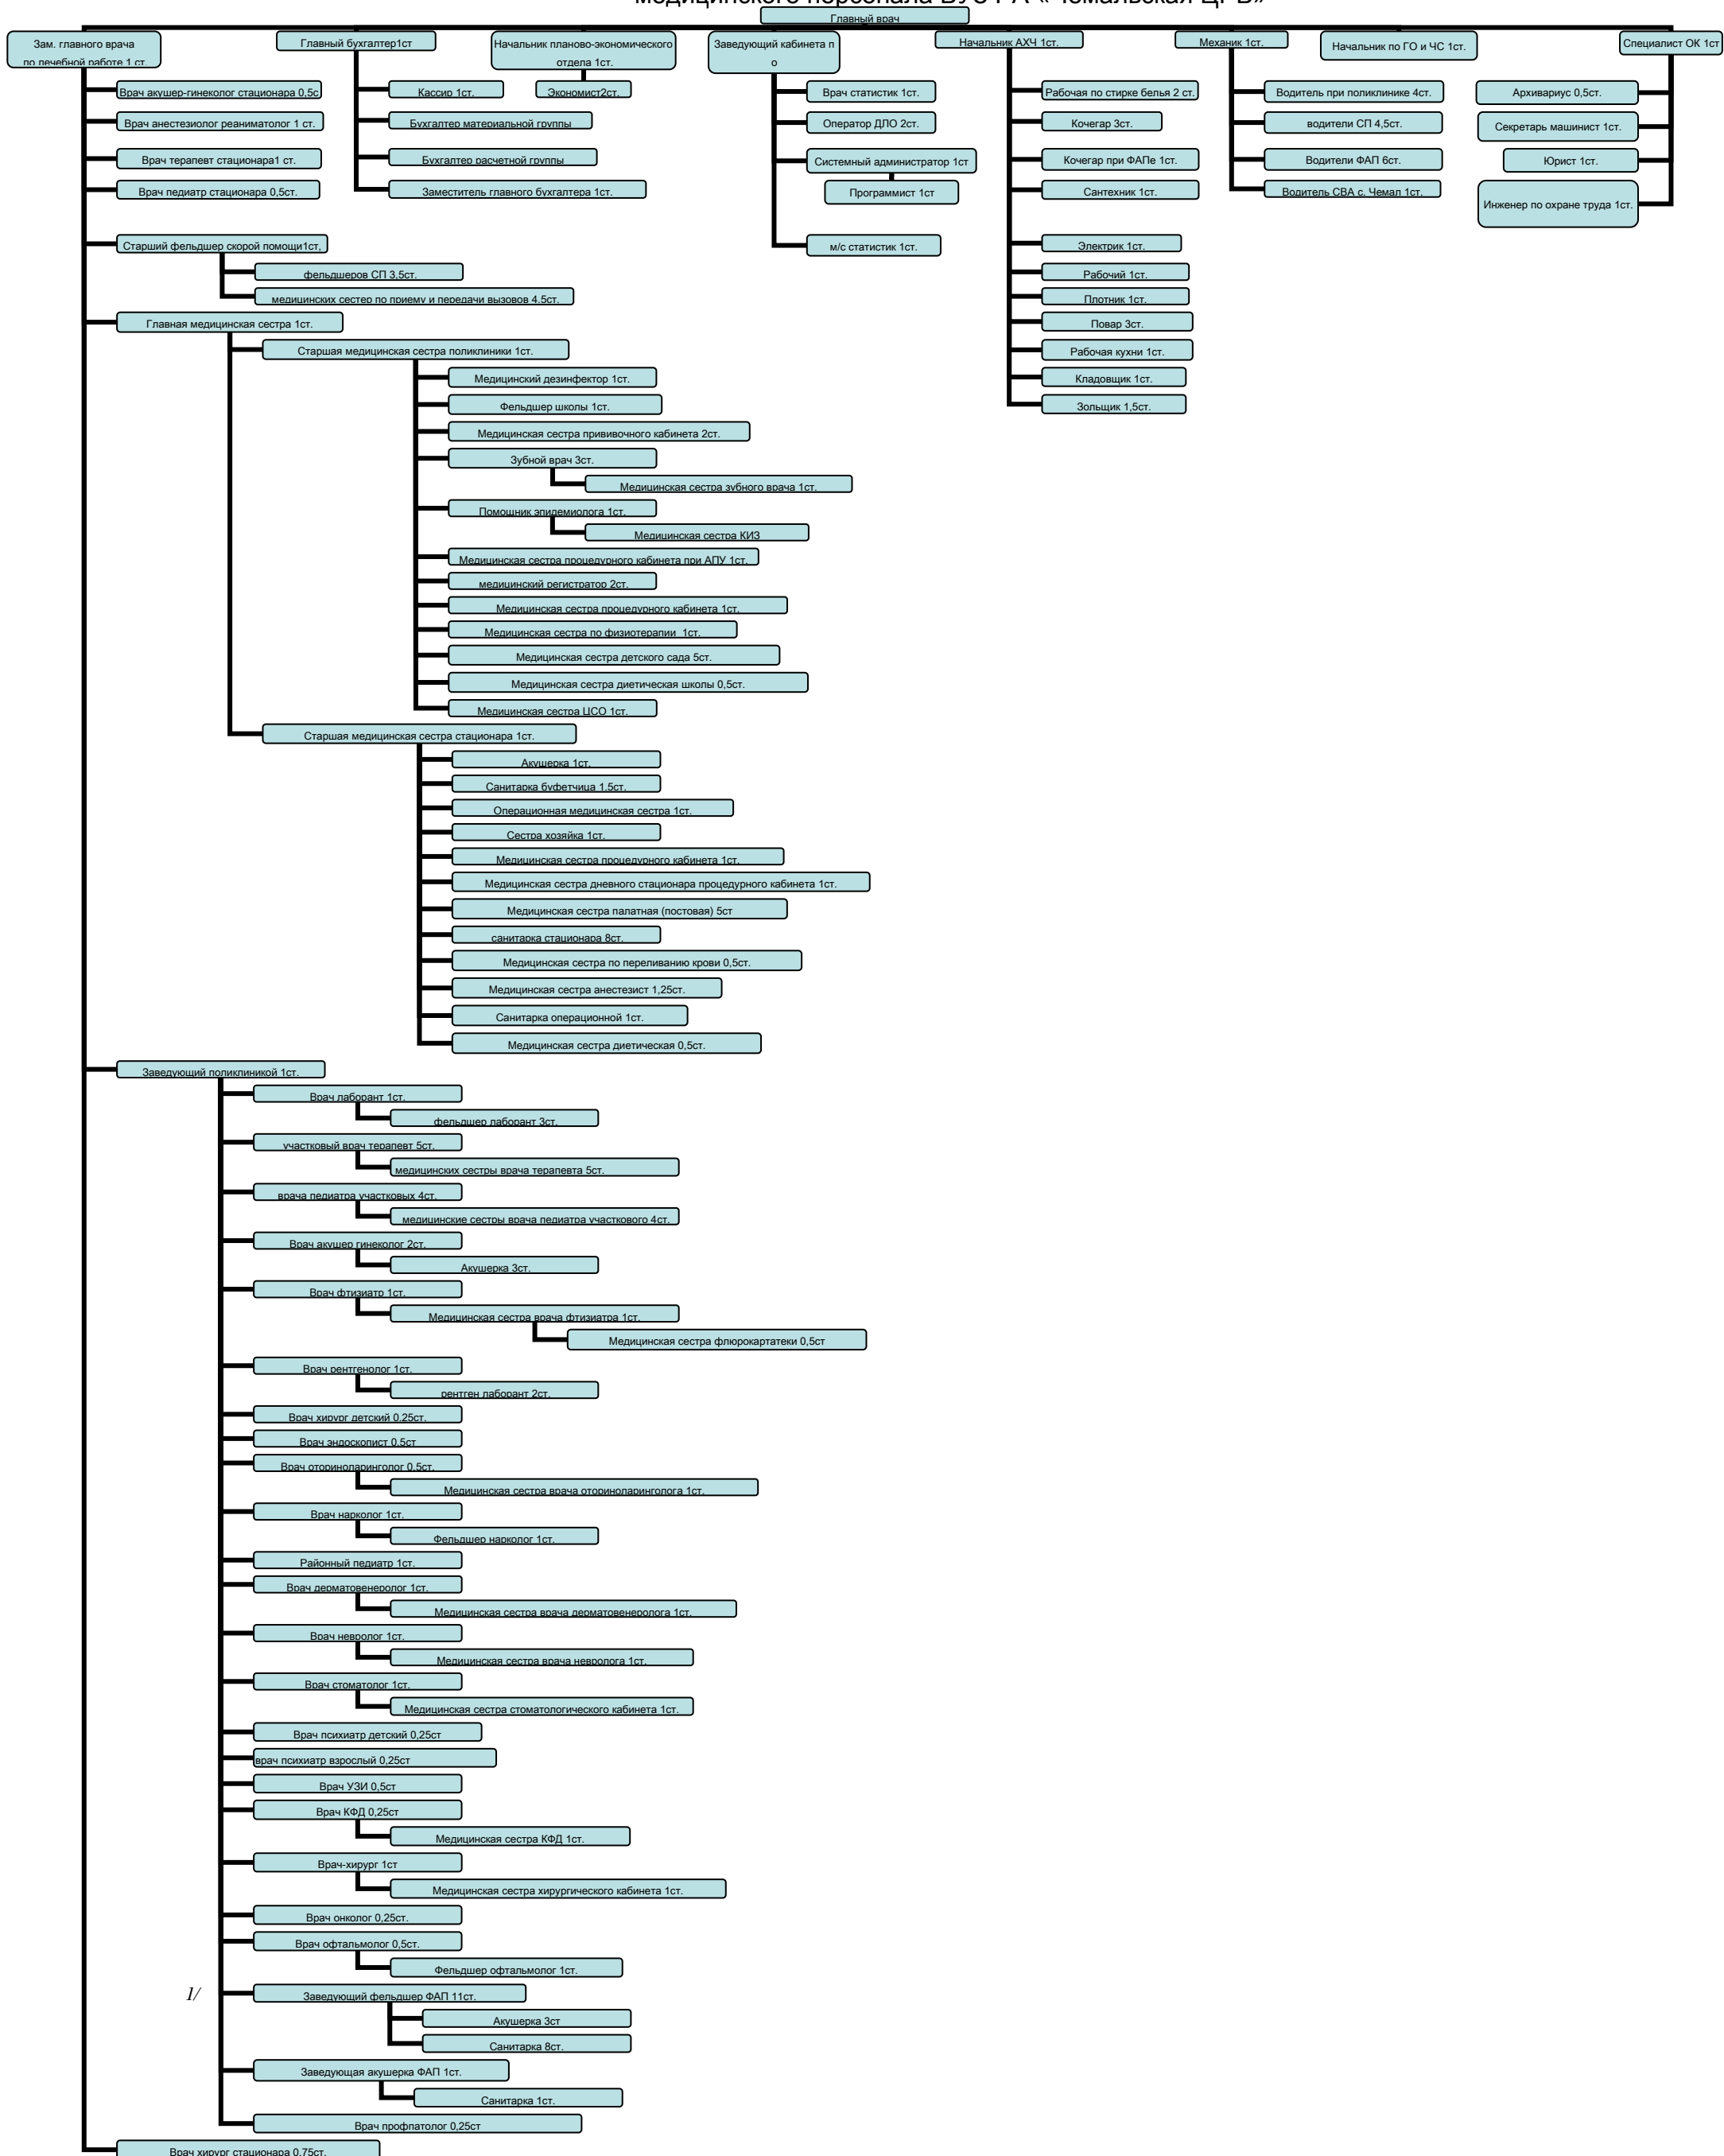 медицинского персонала БУЗ РА «Чемальская ЦРБ»
Главный врач
Зам. главного врача
по лечебной работе 1 ст.
Главный бухгалтер1ст
Начальник планово-экономического
отдела 1ст.
Заведующий кабинета п
о
Начальник АХЧ 1ст.
Механик 1ст.
Начальник по ГО и ЧС 1ст.
Специалист ОК 1ст
Врач акушер-гинеколог стационара 0,5с
Врач анестезиолог реаниматолог 1 ст.
Врач терапевт стационара1 ст.
Врач педиатр стационара 0,5ст.
Кассир 1ст.
Бухгалтер материальной группы
Бухгалтер расчетной группы
Заместитель главного бухгалтера 1ст.
Экономист2ст.
Врач статистик 1ст.
Оператор ДЛО 2ст.
Системный администратор 1ст
Программист 1ст
м/с статистик 1ст.
Рабочая по стирке белья 2 ст.
Кочегар 3ст.
Кочегар при ФАПе 1ст.
Сантехник 1ст.
Электрик 1ст.
Рабочий 1ст.
Плотник 1ст.
Повар 3ст.
Рабочая кухни 1ст.
Кладовщик 1ст.
Зольщик 1,5ст.
Водитель при поликлинике 4ст.
водители СП 4,5ст.
Водители ФАП 6ст.
Водитель СВА с. Чемал 1ст.
Архивариус 0,5ст.
Секретарь машинист 1ст.
Юрист 1ст.
Инженер по охране труда 1ст.
Старший фельдшер скорой помощи1ст,
фельдшеров СП 3,5ст.
медицинских сестер по приему и передачи вызовов 4,5ст.
Главная медицинская сестра 1ст.
Старшая медицинская сестра поликлиники 1ст.
Медицинский дезинфектор 1ст.
Фельдшер школы 1ст.
Медицинская сестра прививочного кабинета 2ст.
Зубной врач 3ст.
Медицинская сестра зубного врача 1ст.
Помошник эпидемиолога 1ст.
Медицинская сестра КИЗ
Медицинская сестра процедурного кабинета при АПУ 1ст.
медицинский регистратор 2ст.
Медицинская сестра процедурного кабинета 1ст.
Медицинская сестра по физиотерапии 1ст.
Медицинская сестра детского сада 5ст.
Медицинская сестра диетическая школы 0,5ст.
Медицинская сестра ЦСО 1ст.
Старшая медицинская сестра стационара 1ст.
Акушерка 1ст.
Санитарка буфетчица 1,5ст.
Операционная медицинская сестра 1ст.
Сестра хозяйка 1ст.
Медицинская сестра процедурного кабинета 1ст.
Медицинская сестра дневного стационара процедурного кабинета 1ст.
Медицинская сестра палатная (постовая) 5ст
санитарка стационара 8ст.
Медицинская сестра по переливанию крови 0,5ст.
Медицинская сестра анестезист 1,25ст.
Санитарка операционной 1ст.
Медицинская сестра диетическая 0,5ст.
Заведующий поликлиникой 1ст.
Врач лаборант 1ст.
фельдшер лаборант 3ст.
участковый врач терапевт 5ст.
медицинских сестры врача терапевта 5ст.
врача педиатра участковых 4ст.
медицинские сестры врача педиатра участкового 4ст.
Врач акушер гинеколог 2ст.
Акушерка 3ст.
Врач фтизиатр 1ст.
Медицинская сестра врача фтизиатра 1ст.
Медицинская сестра флюрокартатеки 0,5ст
Врач рентгенолог 1ст.
рентген лаборант 2ст.
Врач хирург детский 0,25ст.
Врач эндоскопист 0,5ст
Врач оториноларинголог 0,5ст.
Медицинская сестра врача оториноларинголога 1ст.
Врач нарколог 1ст.
Фельдшер нарколог 1ст.
Районный педиатр 1ст.
Врач дерматовенеролог 1ст.
Медицинская сестра врача дерматовенеролога 1ст.
Врач невролог 1ст.
Медицинская сестра врача невролога 1ст.
Врач стоматолог 1ст.
Медицинская сестра стоматологического кабинета 1ст.
Врач психиатр детский 0,25ст
врач психиатр взрослый 0,25ст
Врач УЗИ 0,5ст
Врач КФД 0,25ст
Медицинская сестра КФД 1ст.
Врач-хирург 1ст
Медицинская сестра хирургического кабинета 1ст.
Врач онколог 0,25ст.
Врач офтальмолог 0,5ст.
Фельдшер офтальмолог 1ст.
1/
Заведующий фельдшер ФАП 11ст.
Акушерка 3ст
Санитарка 8ст.
Заведующая акушерка ФАП 1ст.
Санитарка 1ст.
Врач профпатолог 0,25ст
Врач хирург стационара 0,75ст.